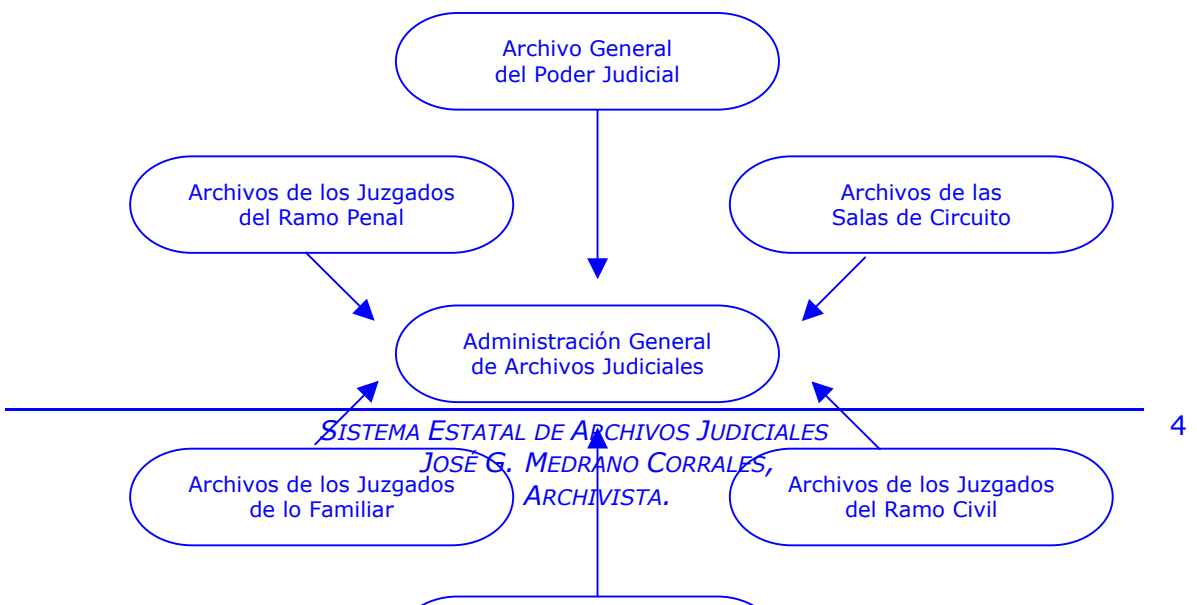 Archivo General
del Poder Judicial
Archivos de los Juzgados
del Ramo Penal
Archivos de las
Salas de Circuito
Administración General
de Archivos Judiciales
SISTEMA ESTATAL DE ARCHIVOS JUDICIALES
JOSÉ G. MEDRANO CORRALES,
ARCHIVISTA.
4
Archivos de los Juzgados
de lo Familiar
Archivos de los Juzgados
del Ramo Civil